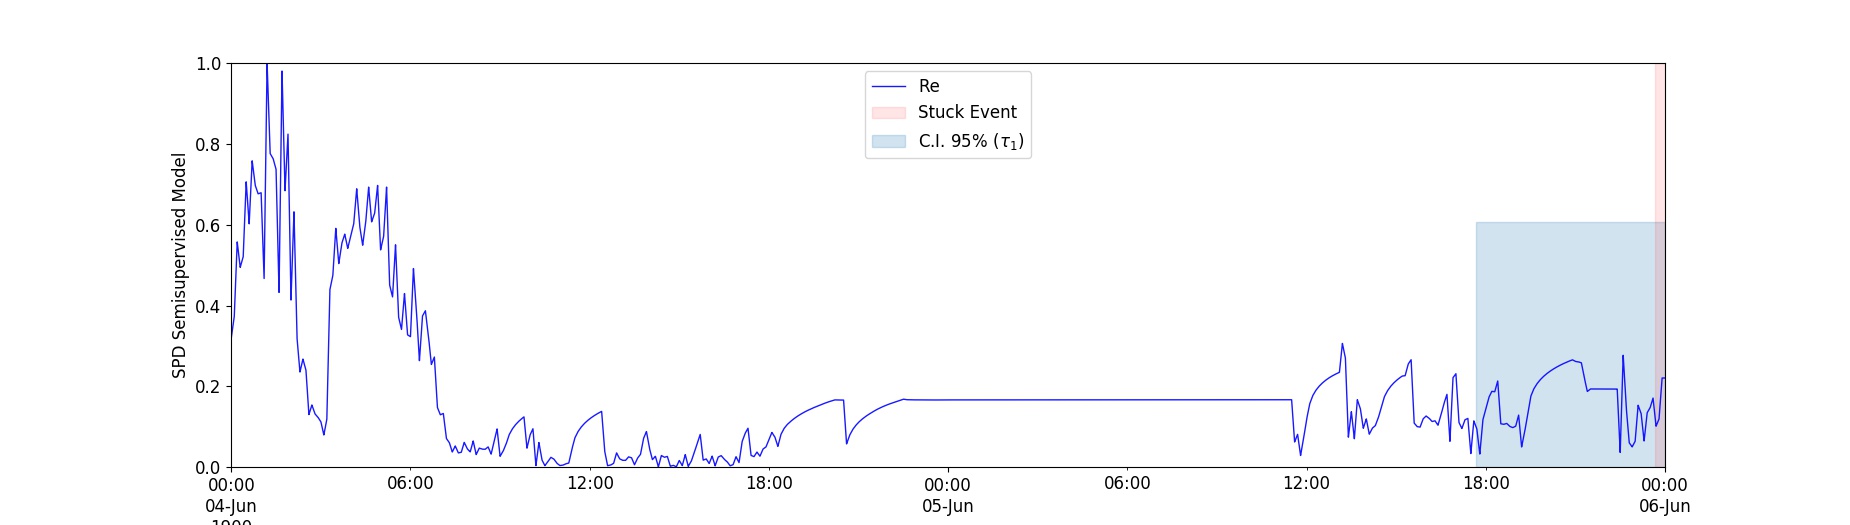 SPD Semisupervised Model
1.0
0.8
0.6
0.4
0.2
0.0
Re
Stuck Event
C.I. 95% (τ₁)
00:00 06:00 12:00 18:00 00:00 06:00 12:00 18:00 00:00
04-Jun 05-Jun 06-Jun
1900